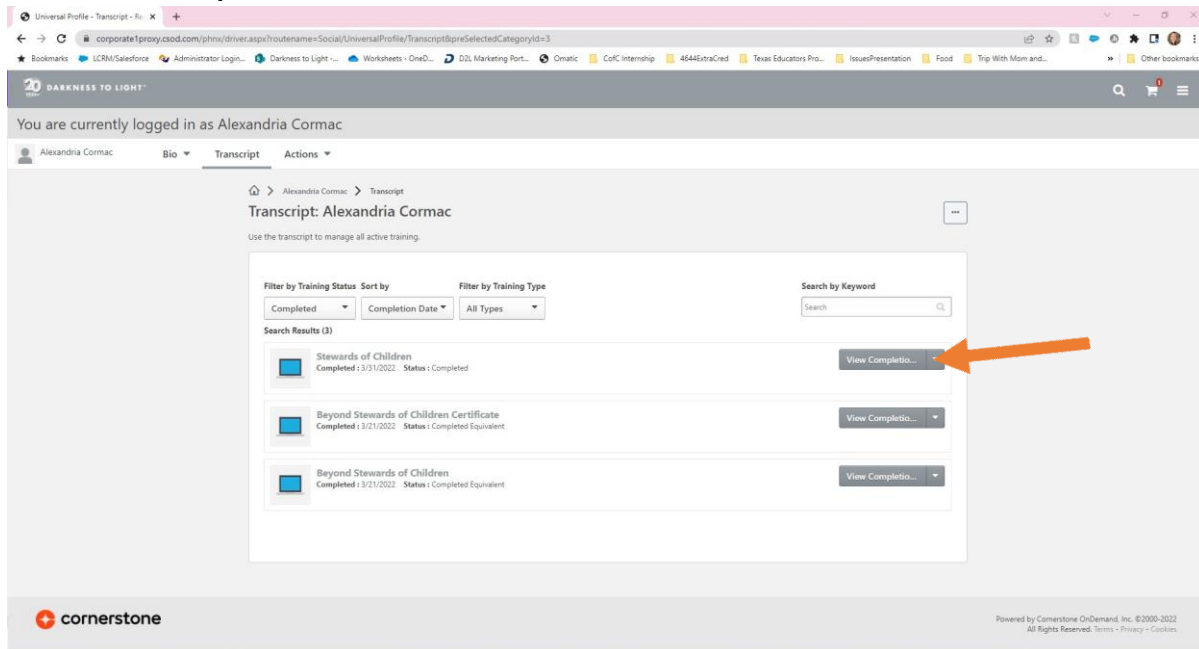 Universal Profile - Transcript - Re
corporate1proxy.csod.com/phnx/driver.aspx?routename=Social/UniversalProfile/Transcript&preSelectedCategoryId=3
Bookmarks LCRM/Salesforce Administrator Login... Darkness to Light -... Worksheets - OneD... D2L Marketing Port... Omatic CofC Internship 4644ExtraCred Texas Educators Pro... IssuesPresentation Food Trip With Mom and... » Other bookmarks
20 DARKNESS TO LIGHT
0
You are currently logged in as Alexandria Cormac
Alexandria Cormac Bio Transcript Actions
Alexandria Cormac > Transcript
Transcript: Alexandria Cormac
Use the transcript to manage all active training.
Filter by Training Status Sort by Filter by Training Type Search by Keyword
Completed Completion Date All Types Search
Search Results (3)
Stewards of Children
Completed : 3/31/2022 Status : Completed
View Completio...
Beyond Stewards of Children Certificate
Completed : 3/21/2022 Status : Completed Equivalent
View Completio...
Beyond Stewards of Children
Completed : 3/21/2022 Status : Completed Equivalent
View Completio...
cornerstone
Powered by Cornerstone OnDemand, Inc. ©2000-2022
All Rights Reserved. Terms - Privacy - Cookies